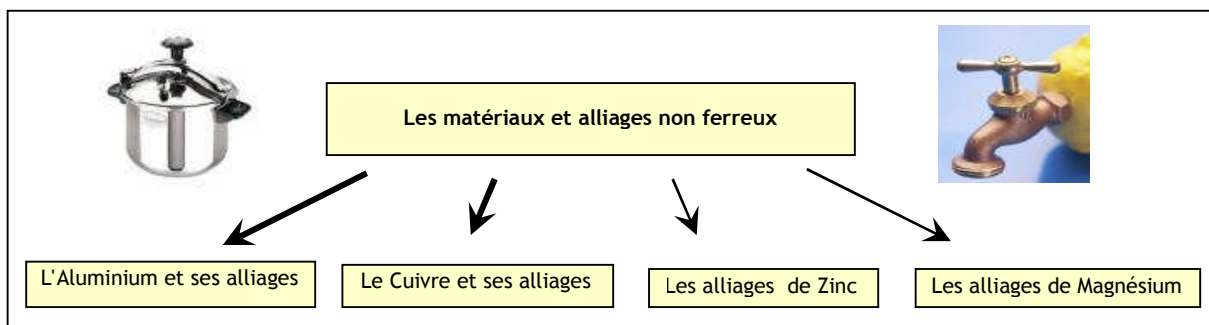 Les matériaux et alliages non ferreux
L'Aluminium et ses alliages
Le Cuivre et ses alliages
Les alliages de Zinc
Les alliages de Magnésium